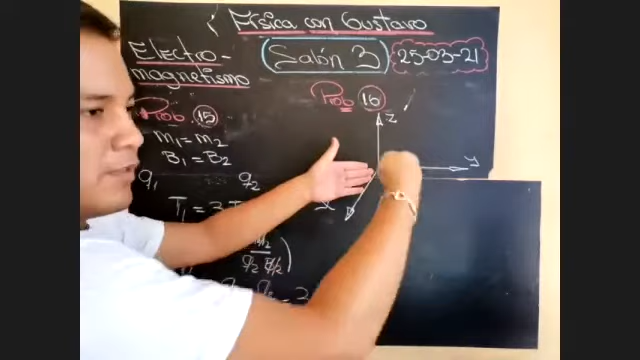 Física con Gustavo
Electro-
magnetismo
Salón 3
25-03-21
Prob. 15
m₁ = m₂
B₁ = B₂
q₁ q₂
T₁ = 3
Prob 16
z
y
x